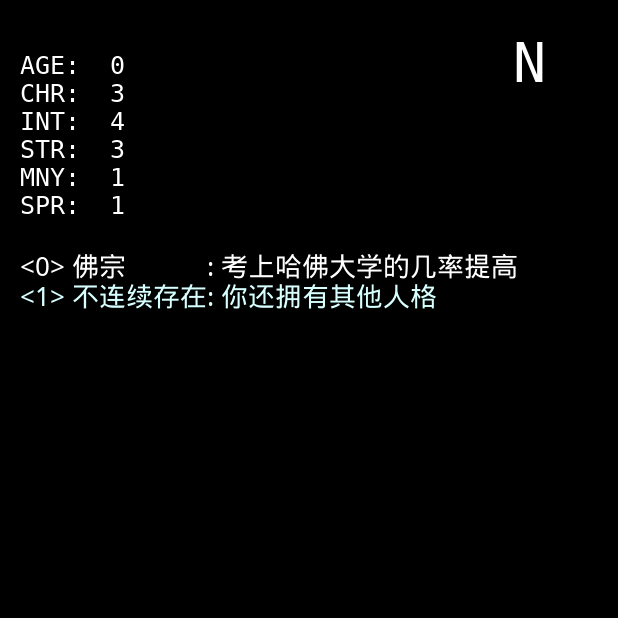 N
AGE: 0
CHR: 3
INT: 4
STR: 3
MNY: 1
SPR: 1
<0> 佛宗 : 考上哈佛大学的几率提高
<1> 不连续存在: 你还拥有其他人格